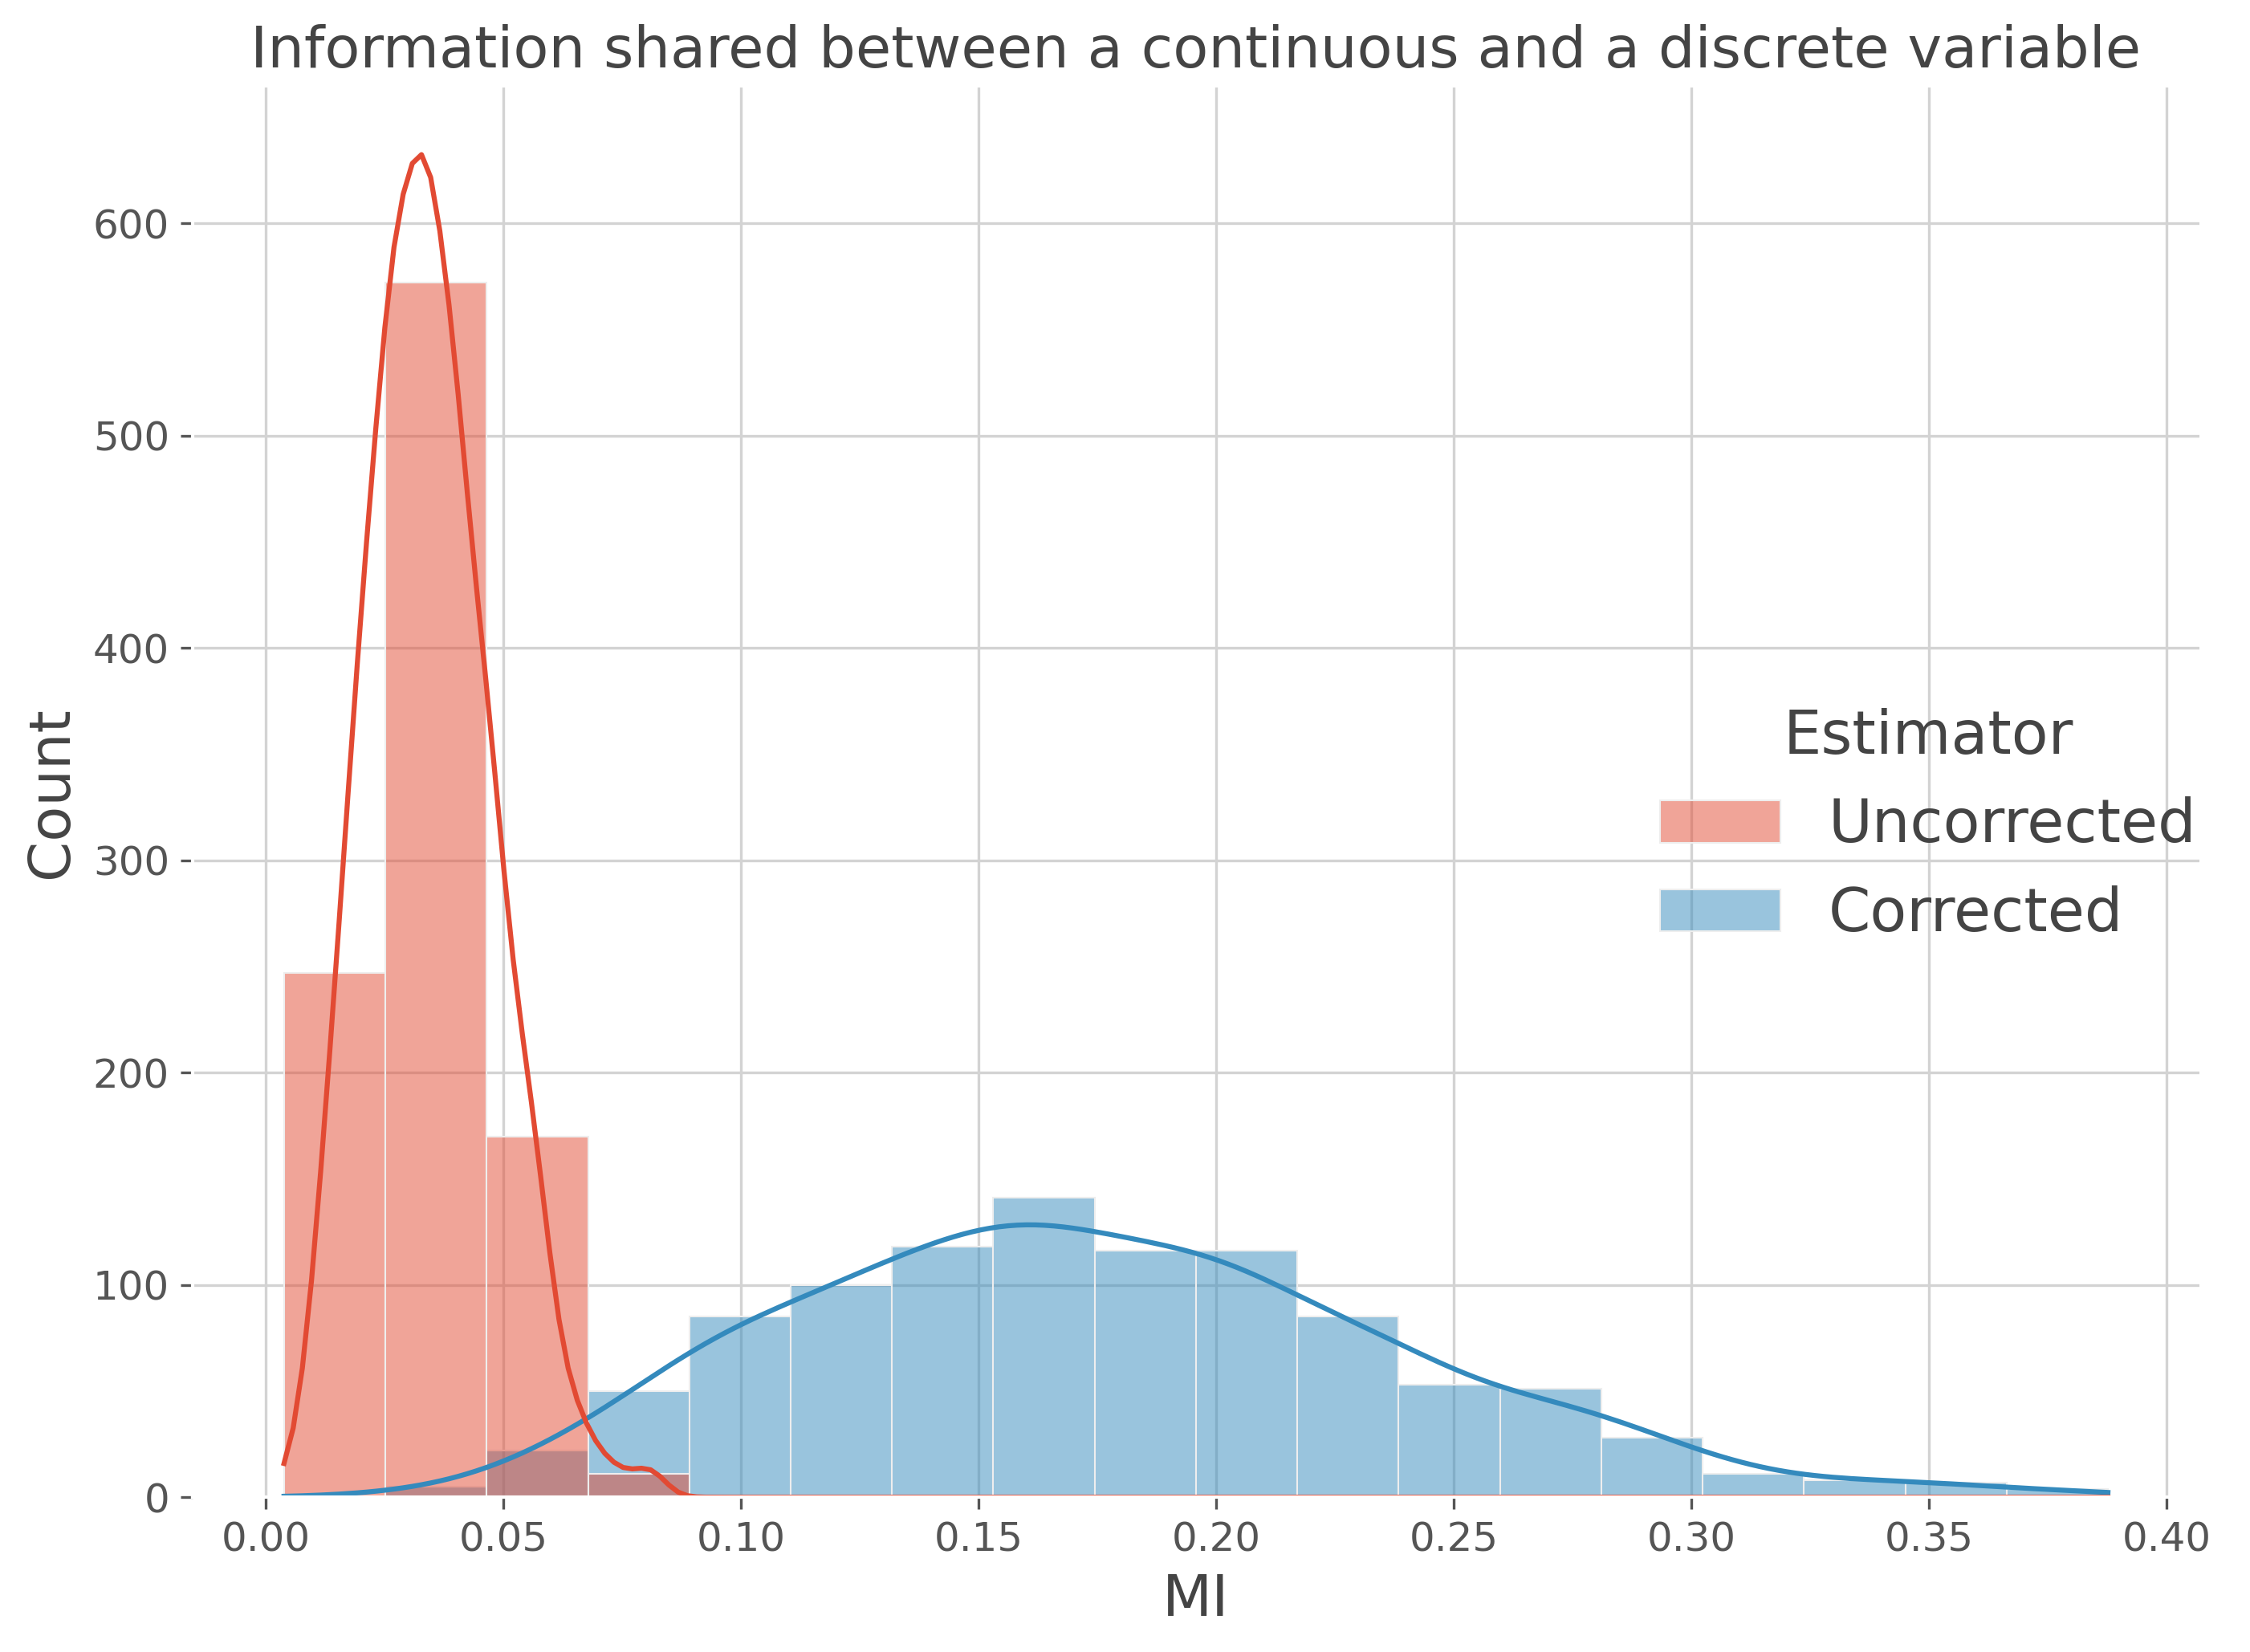 Information shared between a continuous and a discrete variable
Count
600
500
400
300
200
100
0
Estimator
Uncorrected
Corrected
0.00 0.05 0.10 0.15 0.20 0.25 0.30 0.35 0.40
MI